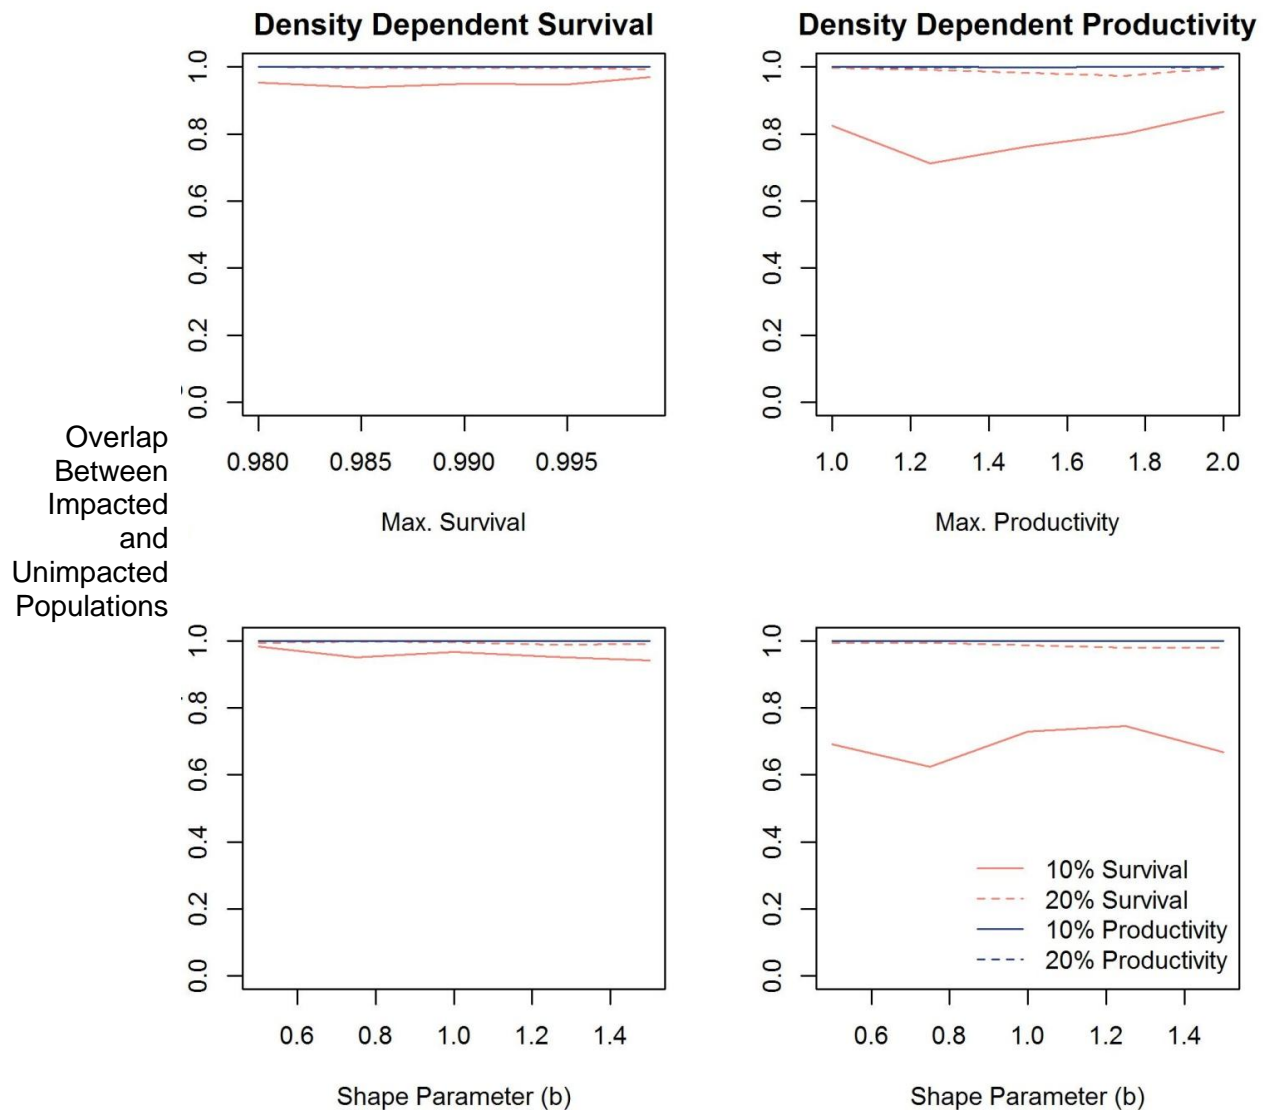 Density Dependent Survival
Density Dependent Productivity
1.0
0.8
0.6
0.4
0.2
0.0
0.980 0.985 0.990 0.995
Max. Survival
1.0
0.8
0.6
0.4
0.2
0.0
1.0 1.2 1.4 1.6 1.8 2.0
Max. Productivity
Overlap
Between
Impacted
and
Unimpacted
Populations
1.0
0.8
0.6
0.4
0.2
0.0
0.6 0.8 1.0 1.2 1.4
Shape Parameter (b)
1.0
0.8
0.6
0.4
0.2
0.0
10% Survival
20% Survival
10% Productivity
20% Productivity
0.6 0.8 1.0 1.2 1.4
Shape Parameter (b)